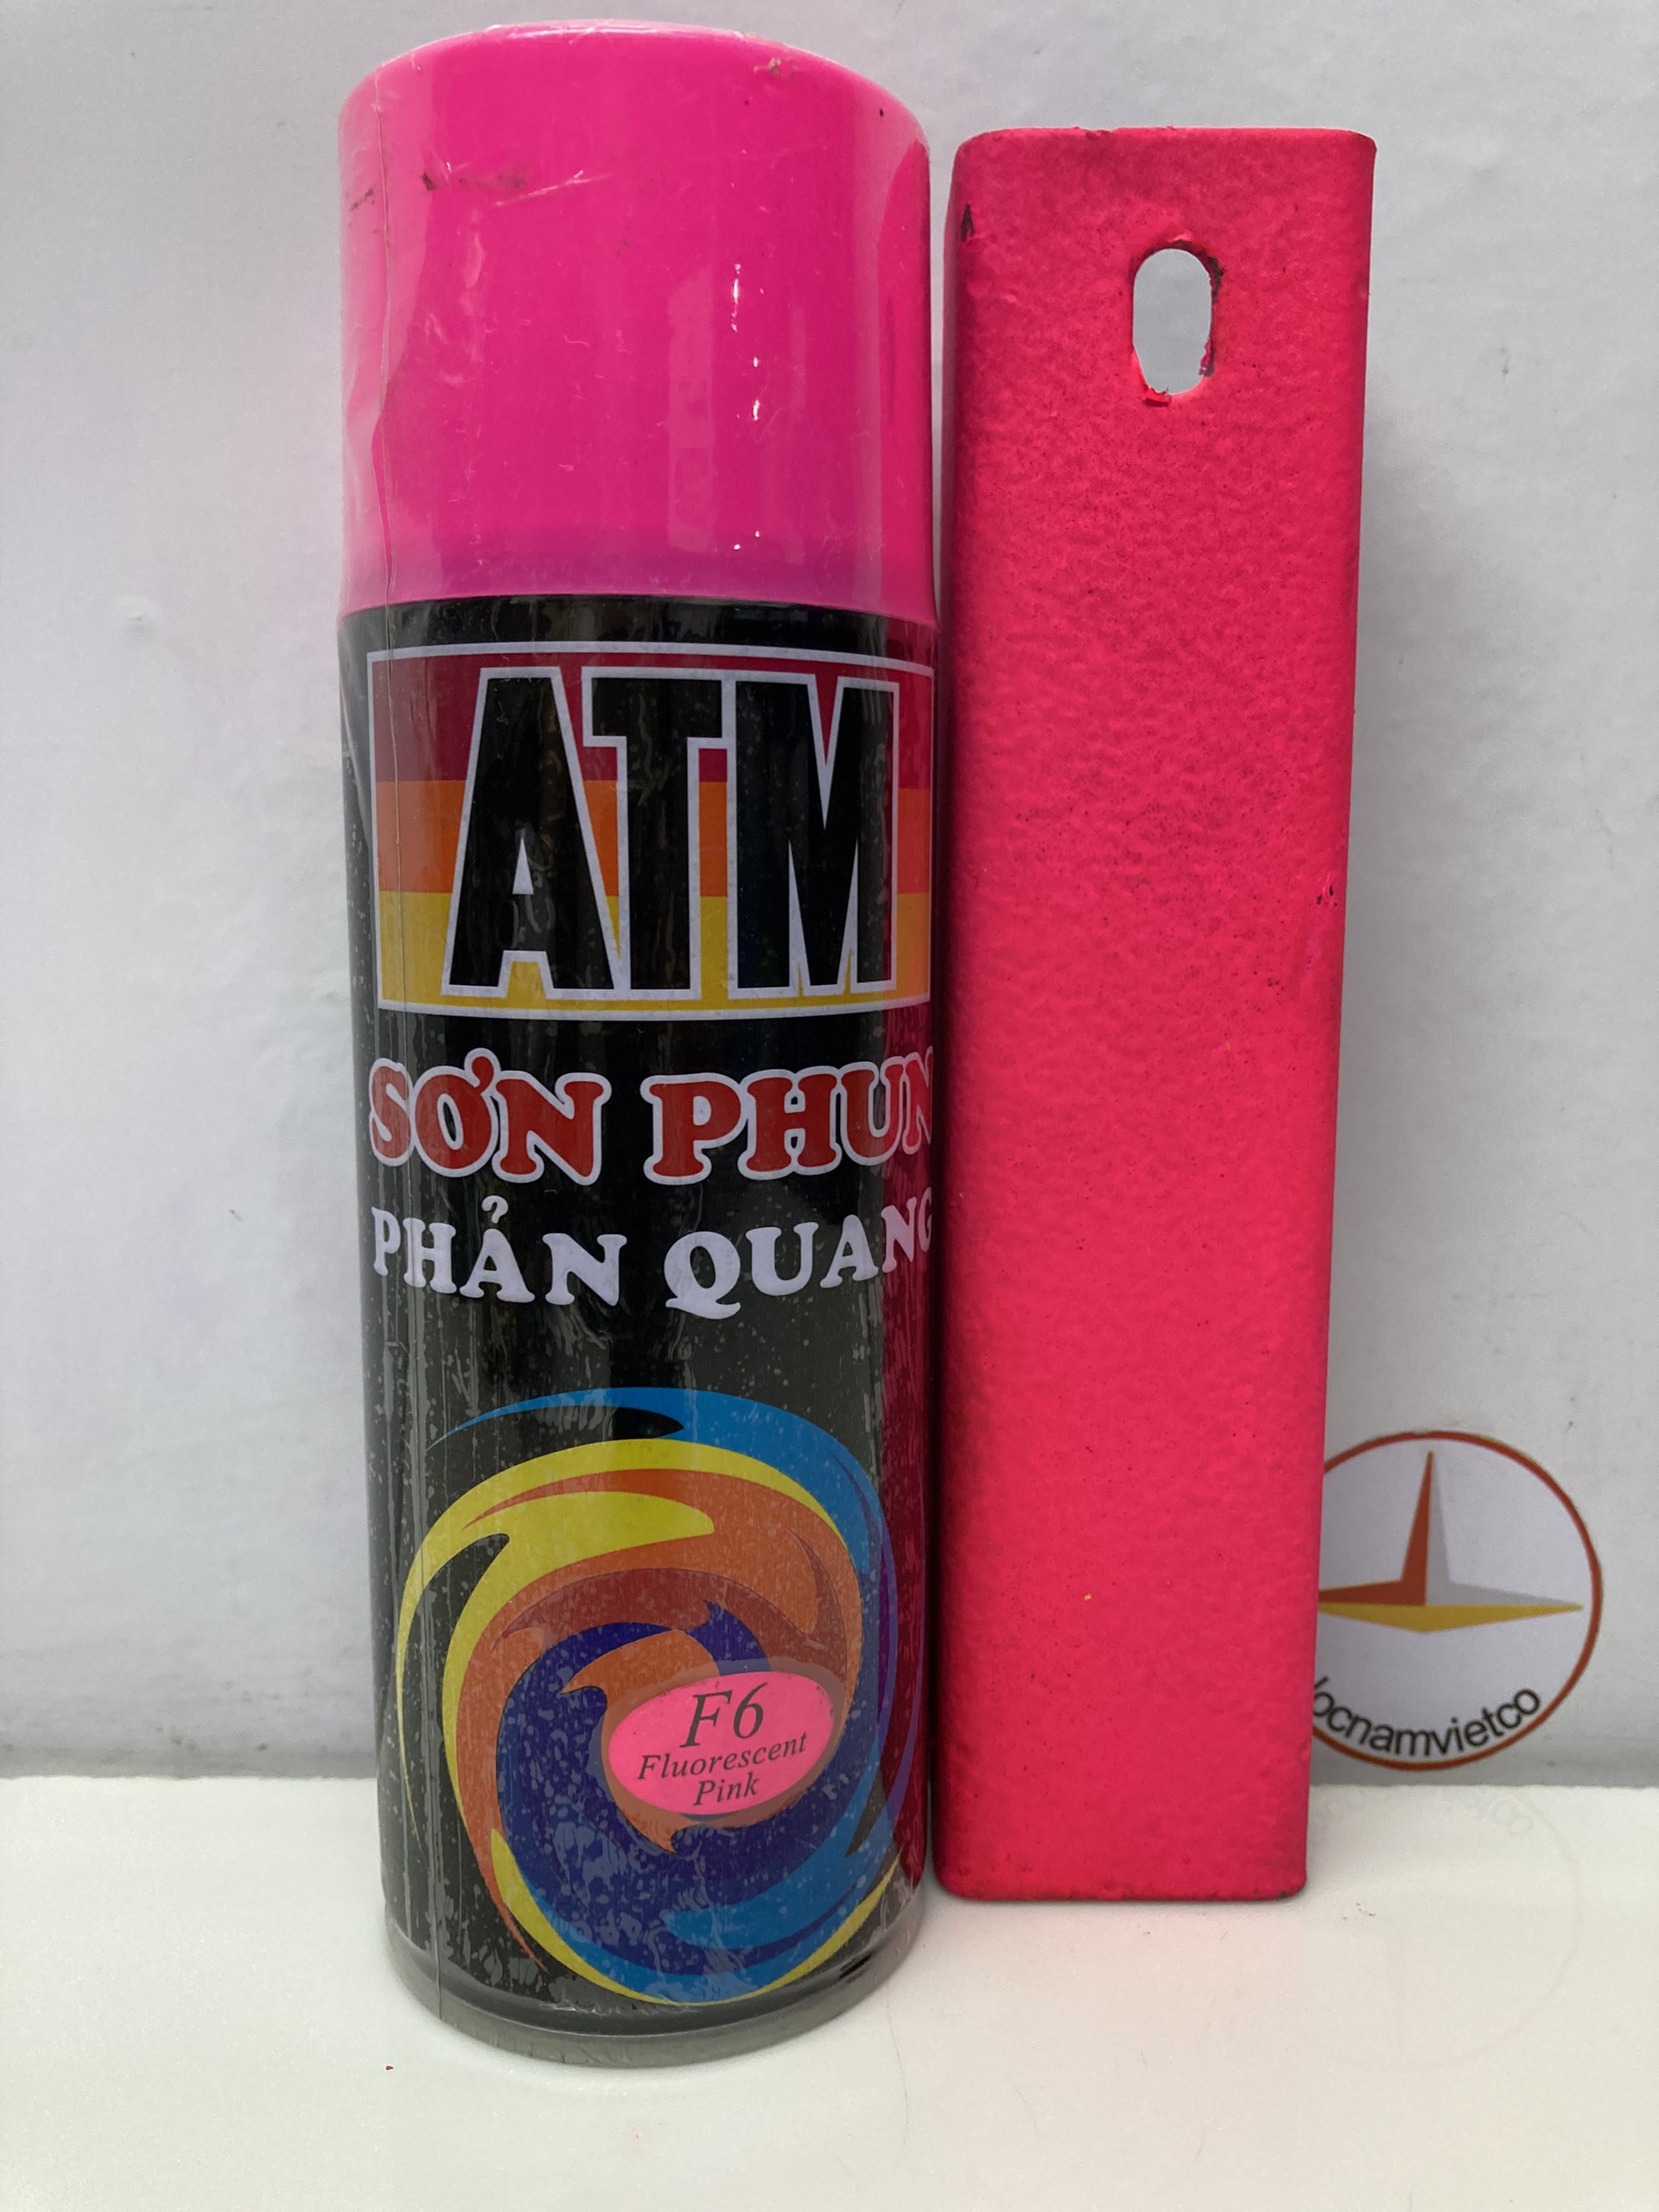 ATM
SƠN PHUN
PHẢN QUANG
F6
Fluorescent
Pink
locnamvietco